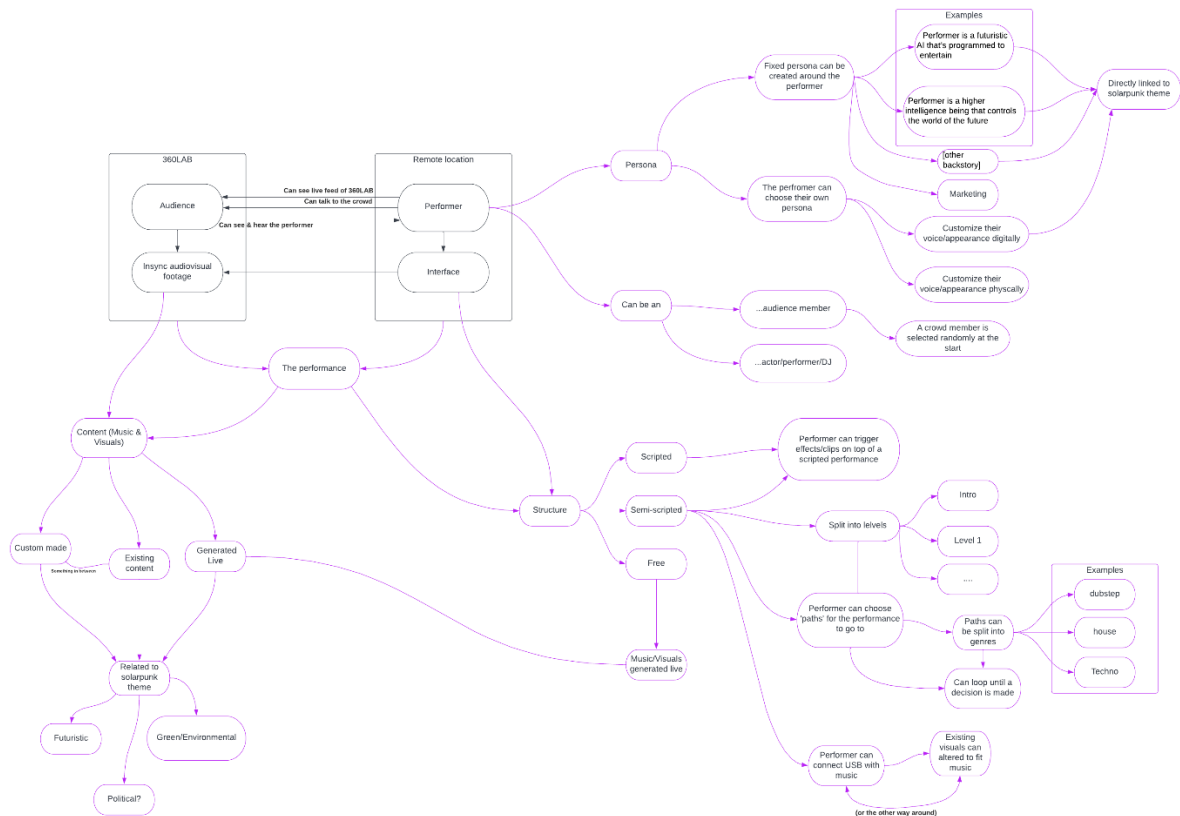 Examples
Performer is a futuristic
AI that's programmed to
entertain
Fixed persona can be
created around the
performer
Directly linked to
solarpunk theme
Performer is a higher
intelligence being that controls
the world of the future
360LAB
Remote location
[other
backstory]
Persona
Can see live feed of 360LAB
Marketing
Audience
Can talk to the crowd
Performer
The perfromer can
choose their own
persona
Can see & hear the performer
Customize their
voice/appearance digitally
Insync audiovisual
footage
Interface
Customize their
voice/appearance physcally
Can be an
...audience member
A crowd member is
selected randomly at the
start
The performance
...actor/performer/DJ
Content (Music &
Visuals)
Performer can trigger
effects/clips on top of a
scripted performance
Scripted
Structure
Semi-scripted
Intro
Split into lelvels
Level 1
Custom made
Something in between
Existing
content
Generated
Live
Free
....
Examples
dubstep
Performer can choose
'paths' for the performance
to go to
Paths can
be split into
genres
house
Music/Visuals
generated live
Techno
Related to
solarpunk
theme
Can loop until a
decision is made
Futuristic
Green/Environmental
Existing
visuals can
altered to fit
music
Performer can
connect USB with
music
Political?
(or the other way around)